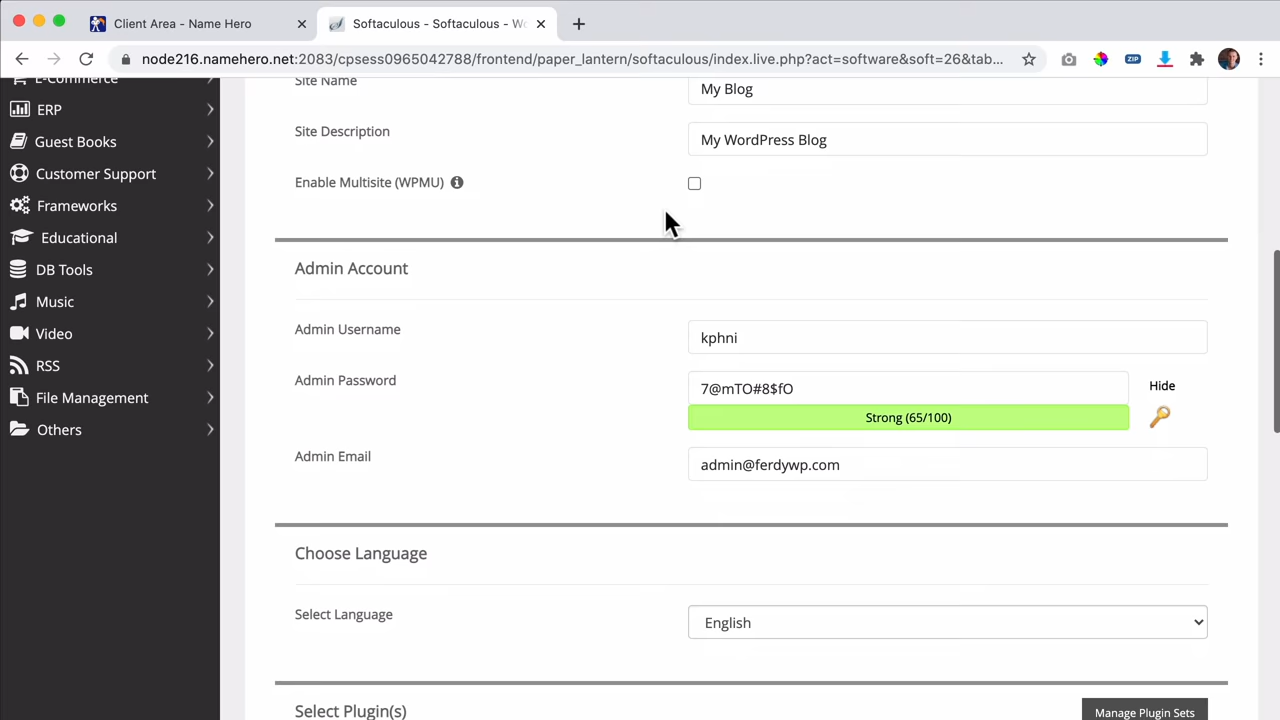 Client Area - Name Hero
Softaculous - Softaculous - Wo
node216.namehero.net:2083/cpsess0965042788/frontend/paper_lantern/softaculous/index.live.php?act=software&soft=26&tab...
ZIP
E-Commerce
ERP
Guest Books
Customer Support
Frameworks
Educational
DB Tools
Music
Video
RSS
File Management
Others
Site Name
My Blog
Site Description
My WordPress Blog
Enable Multisite (WPMU)
Admin Account
Admin Username
kphni
Admin Password
7@mTO#8$fO
Hide
Strong (65/100)
Admin Email
admin@ferdywp.com
Choose Language
Select Language
English
Select Plugin(s)
Manage Plugin Sets